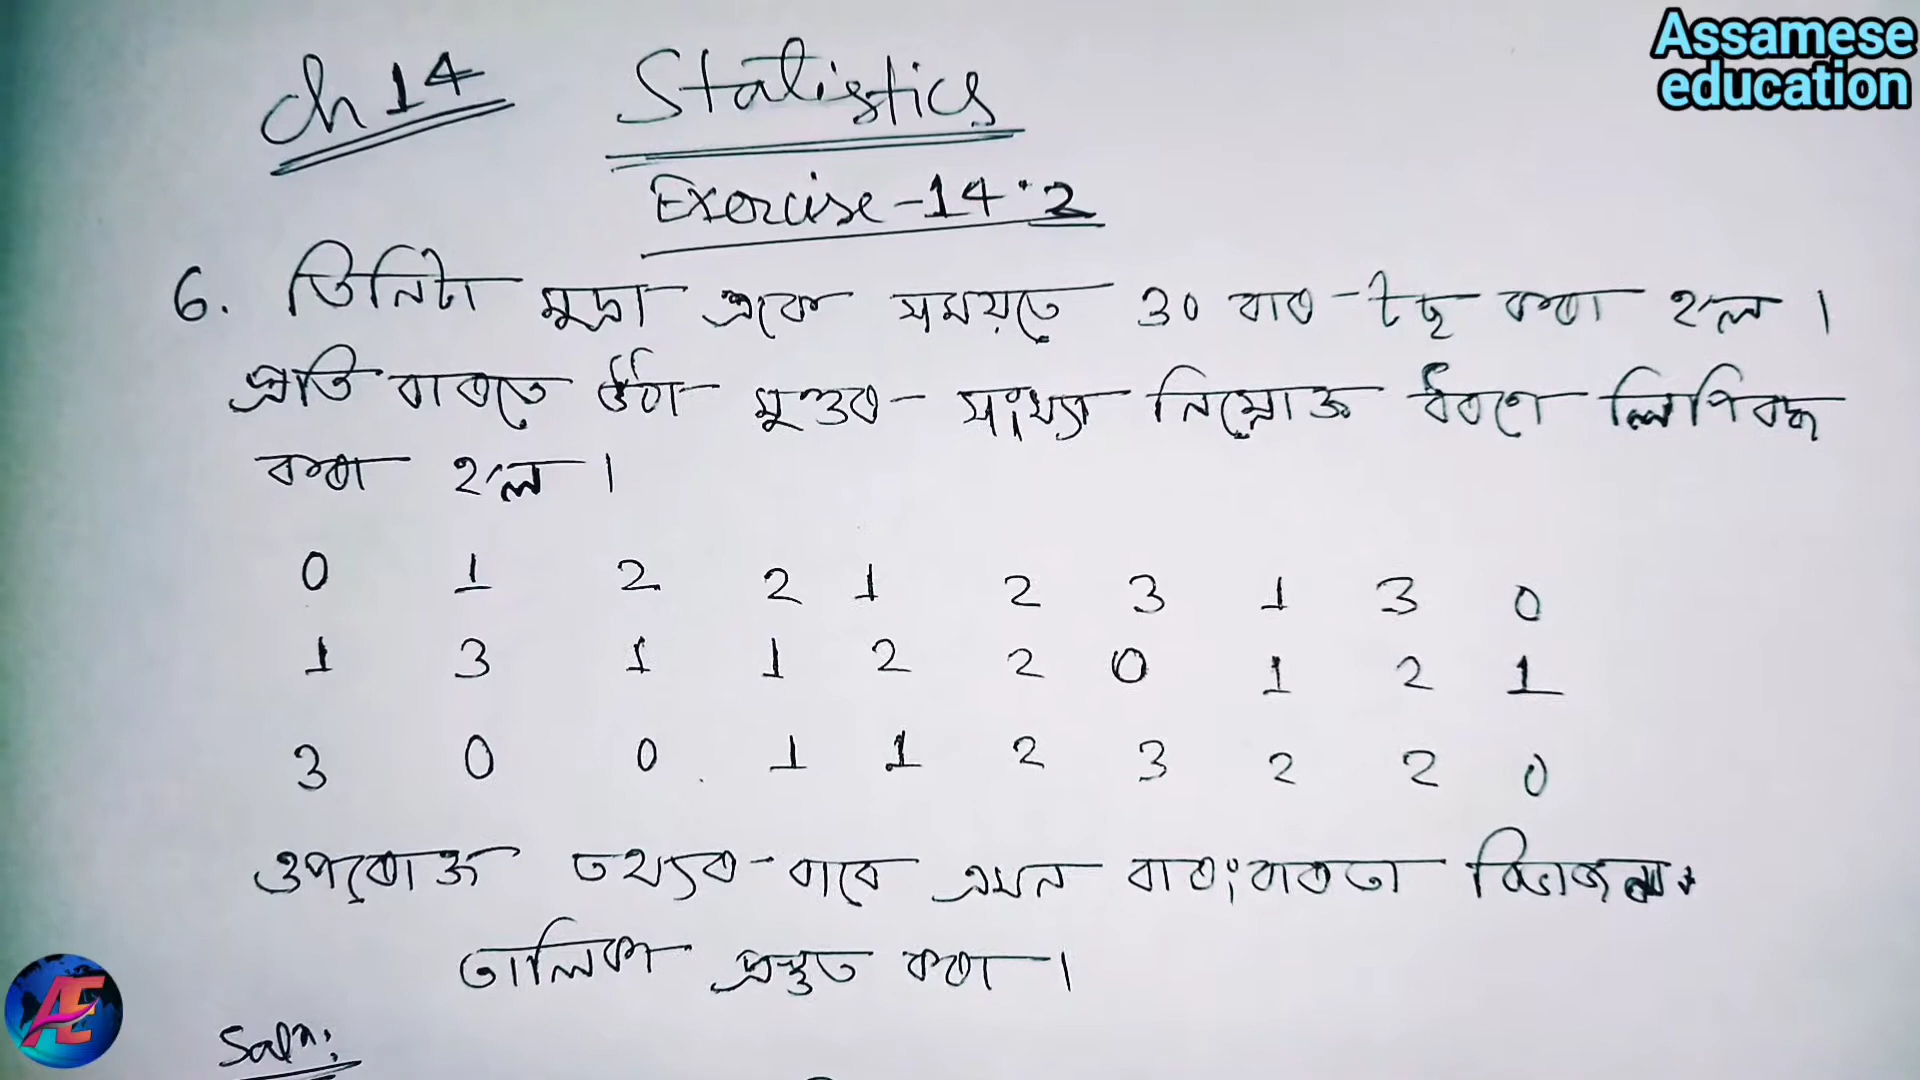 Assamese
education
Ch 14 Statistics
Exercise-14.2
6. তিনিটা মুদ্ৰা একে সময়তে 30 বাৰ টছ কৰা হ'ল ।
প্ৰতি বাৰতে উঠা মুণ্ডৰ সংখ্যা নিম্নোক্ত ধৰণে লিপিবদ্ধ
কৰা হ'ল ।
0 1 2 2 1 2 3 1 3 0
1 3 1 1 2 2 0 1 2 1
3 0 0 1 1 2 3 2 2 0
ওপৰোক্ত তথ্যৰ বাবে এখন বাৰংবাৰতা বিভাজন
তালিকা প্ৰস্তুত কৰা ।
AE
Soln: